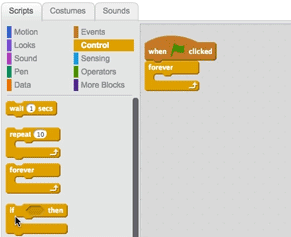 Scripts Costumes Sounds
Motion Events
Looks Control
Sound Sensing
Pen Operators
Data More Blocks
wait 1 secs
repeat 10
forever
if then
when clicked
forever